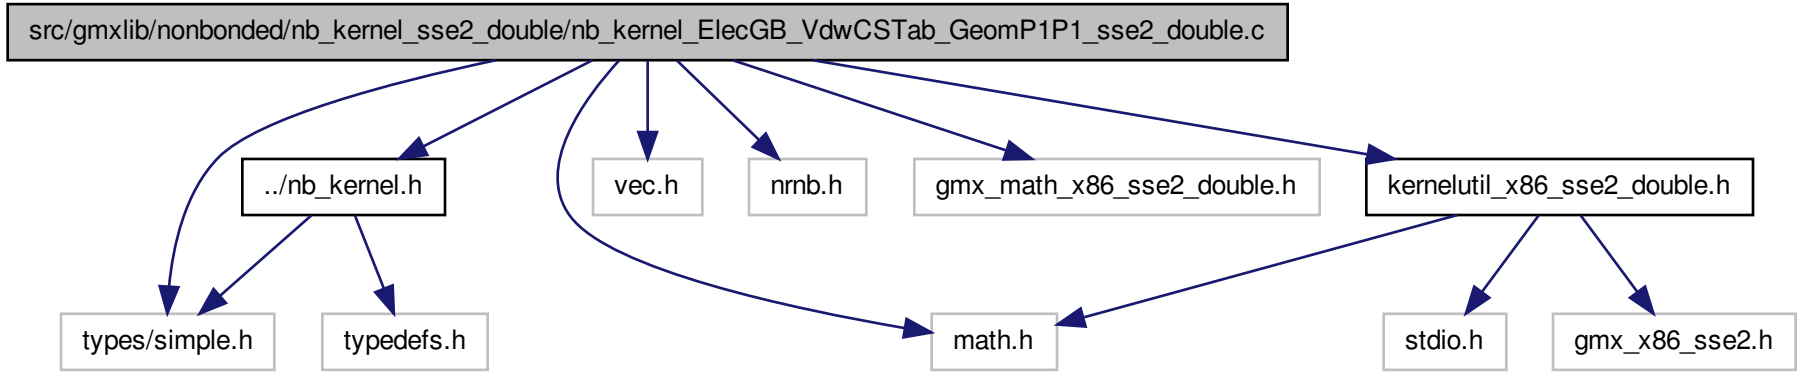 src/gmxlib/nonbonded/nb_kernel_sse2_double/nb_kernel_ElecGB_VdwCSTab_GeomP1P1_sse2_double.c
../nb_kernel.h
vec.h
nrnb.h
gmx_math_x86_sse2_double.h
kernelutil_x86_sse2_double.h
types/simple.h
typedefs.h
math.h
stdio.h
gmx_x86_sse2.h